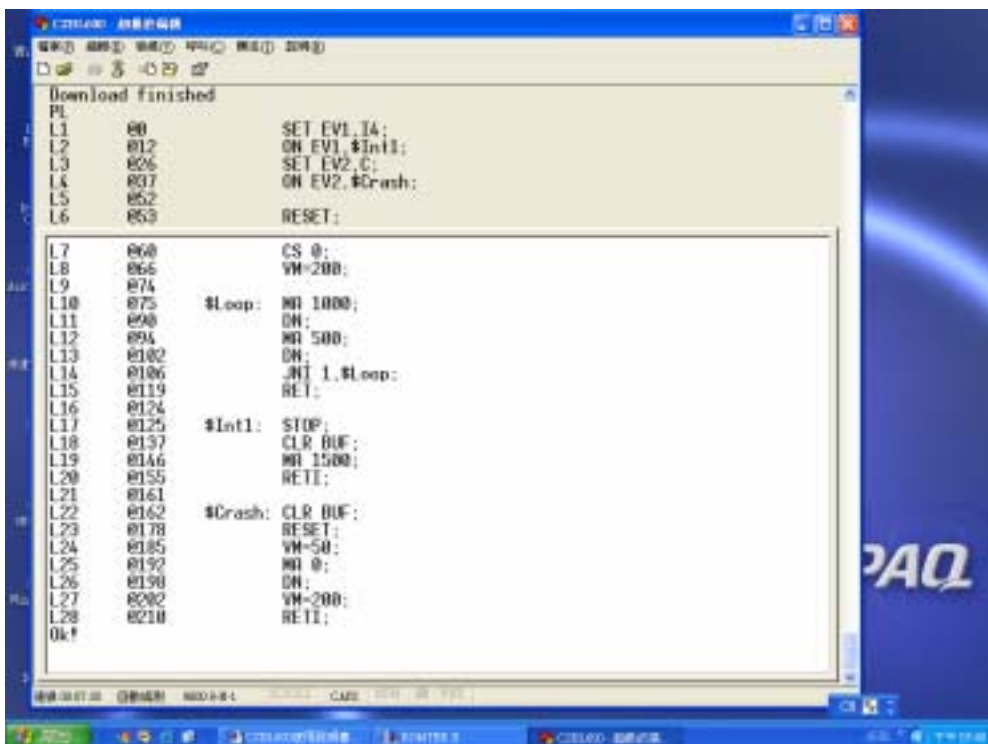 Download finished
PL
L1 @0 SET EV1,I4;
L2 @12 ON EV1,$Int1;
L3 @26 SET EV2,C;
L4 @37 ON EV2,$Crash;
L5 @52
L6 @53 RESET;
L7 @60 CS 0;
L8 @66 VM=200;
L9 @74
L10 @75 $Loop: MA 1000;
L11 @90 DN;
L12 @94 MA 500;
L13 @102 DN;
L14 @106 JNI 1,$Loop;
L15 @119 RET;
L16 @124
L17 @125 $Int1: STOP;
L18 @137 CLR BUF;
L19 @146 MA 1500;
L20 @155 RETI;
L21 @161
L22 @162 $Crash: CLR BUF;
L23 @178 RESET;
L24 @185 VM=50;
L25 @192 MA 0;
L26 @198 DN;
L27 @202 VM=200;
L28 @210 RETI;
Ok!
PAQ